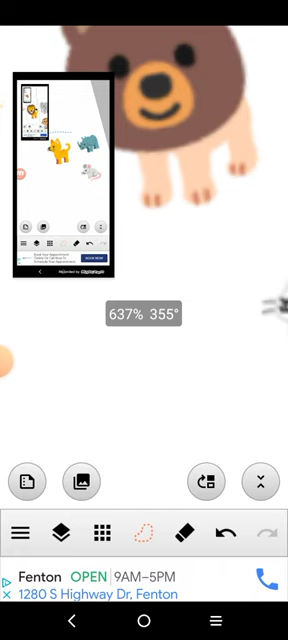 BOOK NOW
637% 355°
Fenton OPEN 9AM–5PM
1280 S Highway Dr, Fenton